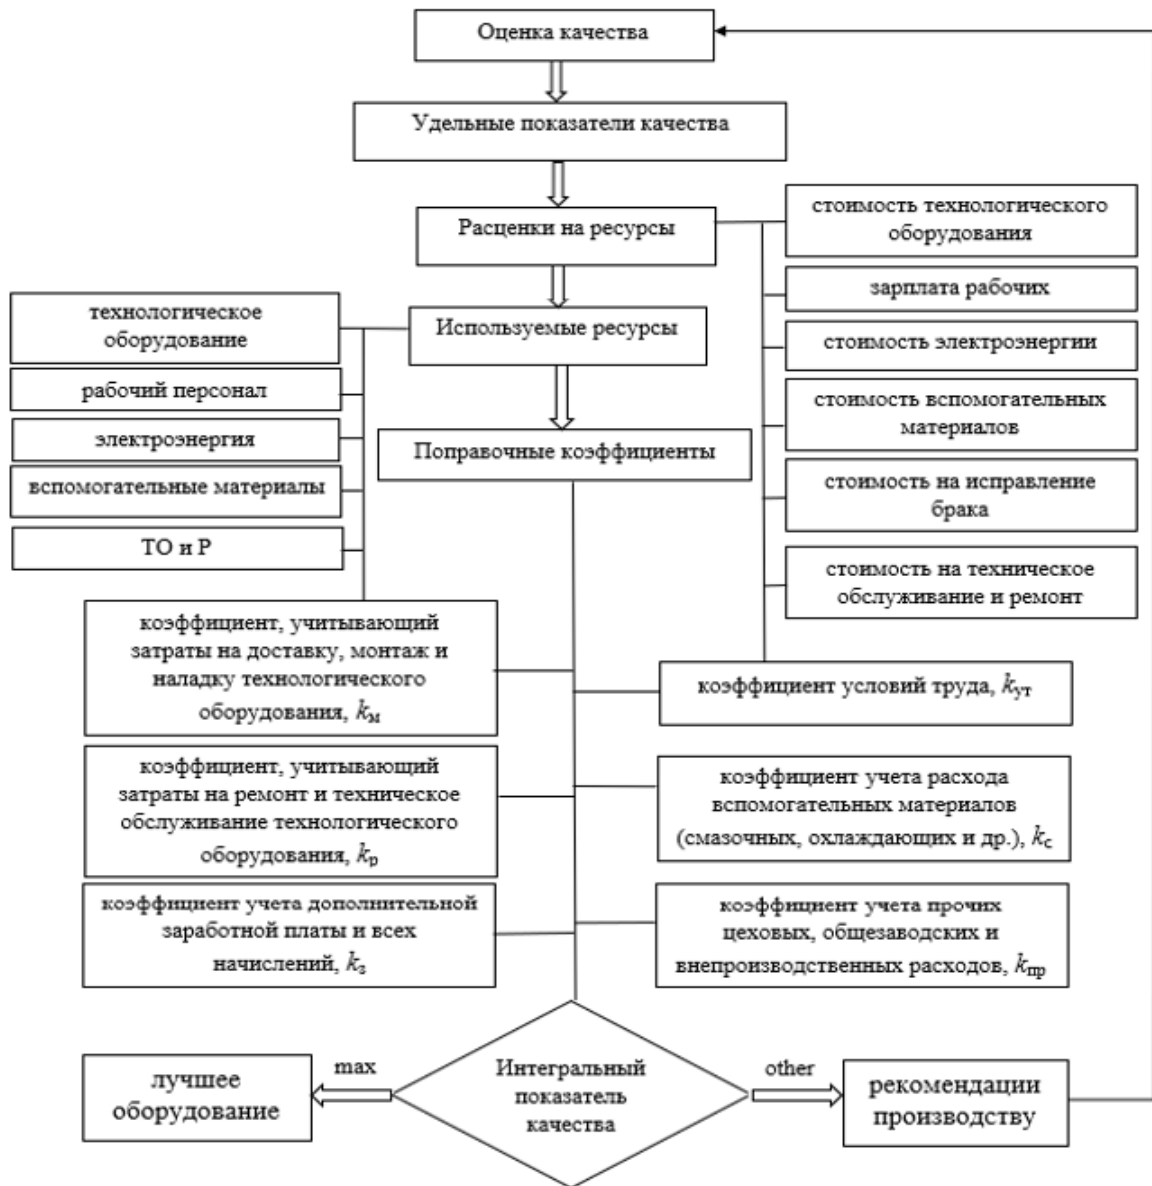 Оценка качества
Удельные показатели качества
Расценки на ресурсы
стоимость технологического
оборудования
зарплата рабочих
стоимость электроэнергии
стоимость вспомогательных
материалов
стоимость на исправление
брака
стоимость на техническое
обслуживание и ремонт
Используемые ресурсы
технологическое
оборудование
рабочий персонал
электроэнергия
вспомогательные материалы
ТО и Р
Поправочные коэффициенты
коэффициент, учитывающий
затраты на доставку, монтаж и
наладку технологического
оборудования, kм
коэффициент условий труда, kут
коэффициент, учитывающий
затраты на ремонт и техническое
обслуживание технологического
оборудования, kр
коэффициент учета расхода
вспомогательных материалов
(смазочных, охлаждающих и др.), kс
коэффициент учета дополнительной
заработной платы и всех
начислений, kз
коэффициент учета прочих
цеховых, общезаводских и
внепроизводственных расходов, kпр
Интегральный
показатель
качества
max
лучшее
оборудование
other
рекомендации
производству